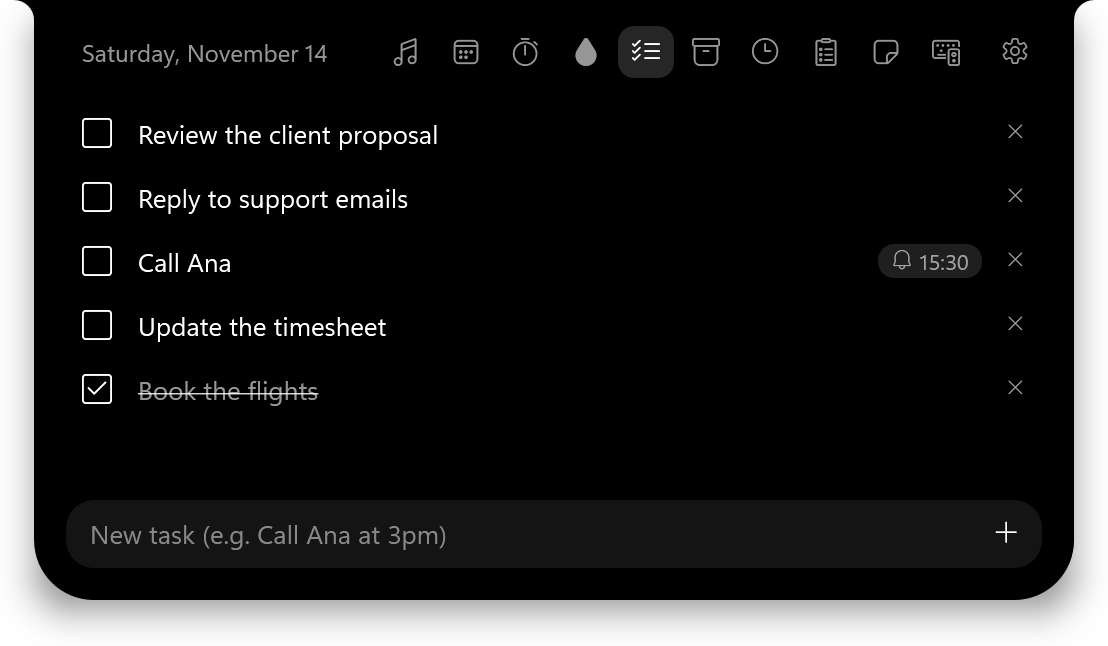 Saturday, November 14
Review the client proposal
Reply to support emails
Call Ana
15:30
Update the timesheet
Book the flights
New task (e.g. Call Ana at 3pm)